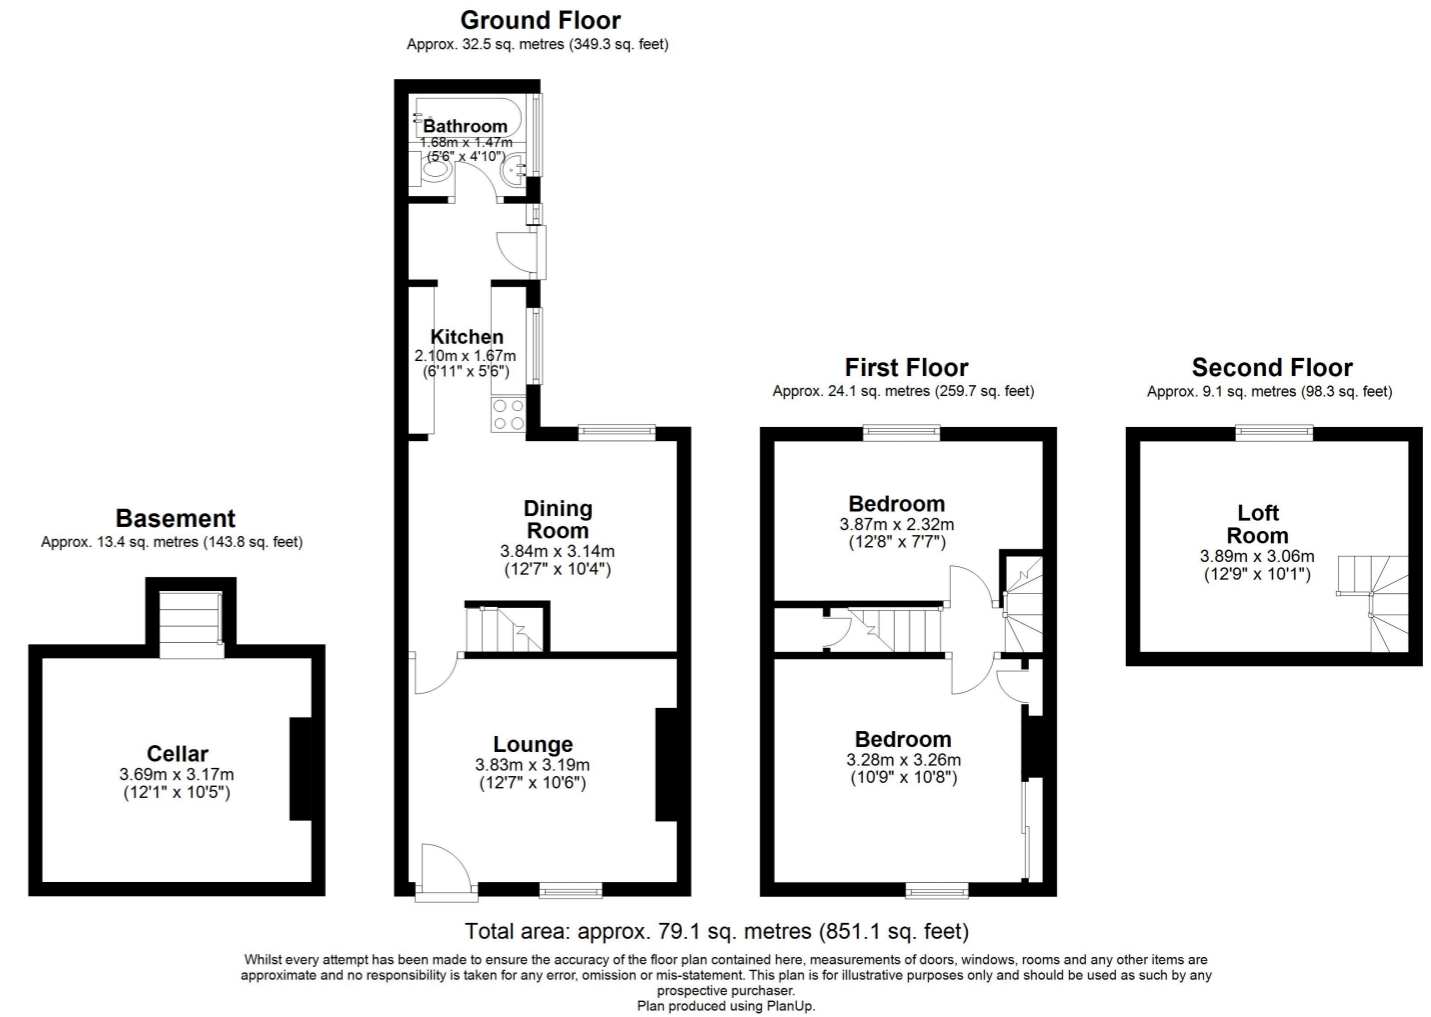 Ground Floor
Approx. 32.5 sq. metres (349.3 sq. feet)
Bathroom
1.68m x 1.47m
(5'6" x 4'10")
Kitchen
2.10m x 1.67m
(6'11" x 5'6")
Dining
Room
3.84m x 3.14m
(12'7" x 10'4")
Lounge
3.83m x 3.19m
(12'7" x 10'6")
Basement
Approx. 13.4 sq. metres (143.8 sq. feet)
Cellar
3.69m x 3.17m
(12'1" x 10'5")
First Floor
Approx. 24.1 sq. metres (259.7 sq. feet)
Bedroom
3.87m x 2.32m
(12'8" x 7'7")
Bedroom
3.28m x 3.26m
(10'9" x 10'8")
Second Floor
Approx. 9.1 sq. metres (98.3 sq. feet)
Loft
Room
3.89m x 3.06m
(12'9" x 10'1")
Total area: approx. 79.1 sq. metres (851.1 sq. feet)
Whilst every attempt has been made to ensure the accuracy of the floor plan contained here, measurements of doors, windows, rooms and any other items are
approximate and no responsibility is taken for any error, omission or mis-statement. This plan is for illustrative purposes only and should be used as such by any
prospective purchaser.
Plan produced using PlanUp.